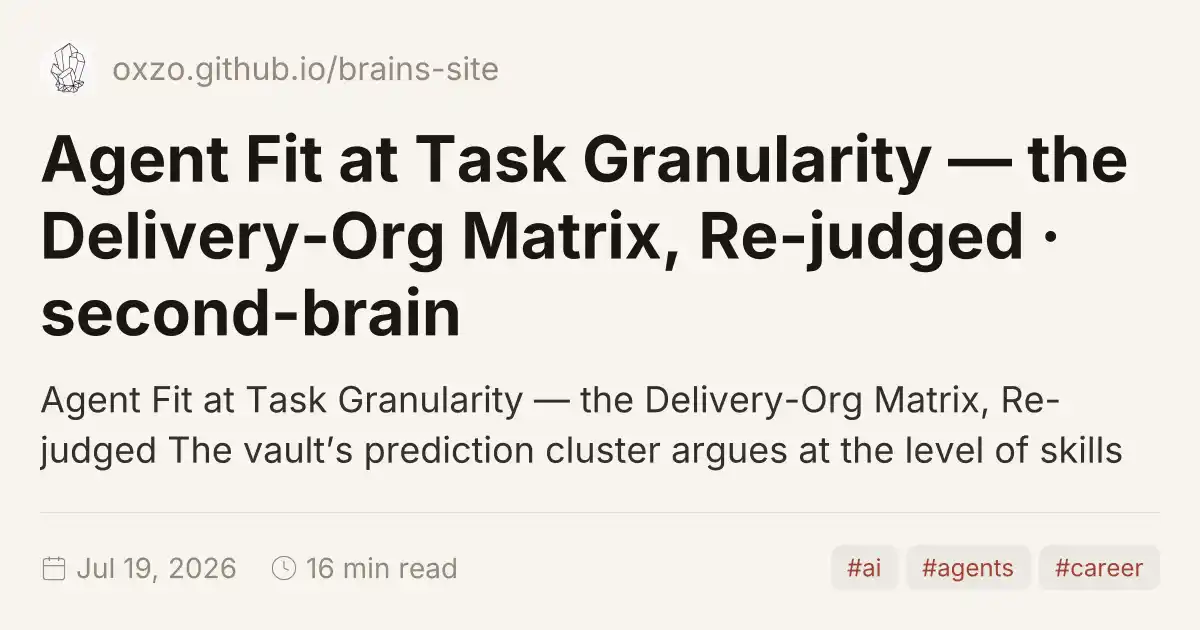 oxzo.github.io/brains-site
Agent Fit at Task Granularity — the
Delivery-Org Matrix, Re-judged ·
second-brain
Agent Fit at Task Granularity — the Delivery-Org Matrix, Re-
judged The vault’s prediction cluster argues at the level of skills
Jul 19, 2026 16 min read #ai #agents #career